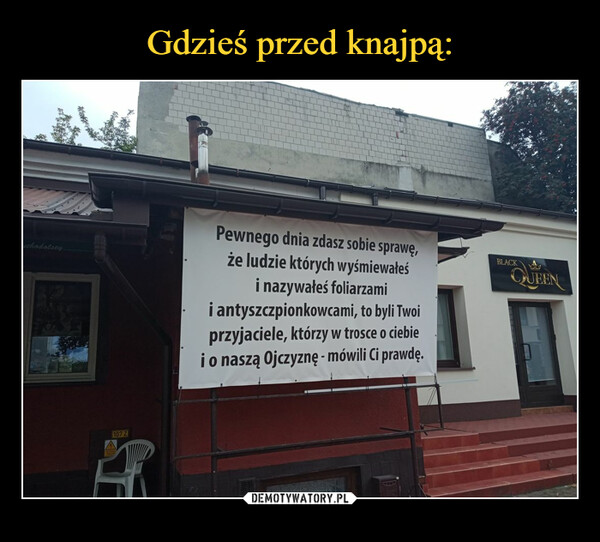 Gdzieś przed knajpą:
Pewnego dnia zdasz sobie sprawę,
że ludzie których wyśmiewałeś
i nazywałeś foliarzami
i antyszczpionkowcami, to byli Twoi
przyjaciele, którzy w trosce o ciebie
i o naszą Ojczyznę - mówili Ci prawdę.
BLACK
QUEEN
DEMOTYWATORY.PL